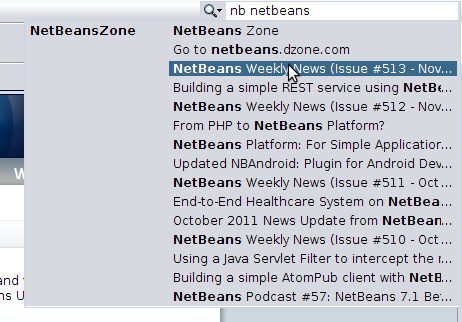 nb netbeans
NetBeansZone
NetBeans Zone
Go to netbeans.dzone.com
NetBeans Weekly News (Issue #513 - Nov...
Building a simple REST service using NetB...
NetBeans Weekly News (Issue #512 - Nov...
From PHP to NetBeans Platform?
NetBeans Platform: For Simple Application...
Updated NBAndroid: Plugin for Android Dev...
NetBeans Weekly News (Issue #511 - Oct ...
End-to-End Healthcare System on NetBea...
October 2011 News Update from NetBean...
NetBeans Weekly News (Issue #510 - Oct ...
Using a Java Servlet Filter to intercept the r...
Building a simple AtomPub client with NetB...
NetBeans Podcast #57: NetBeans 7.1 Be...
W
and
ns U